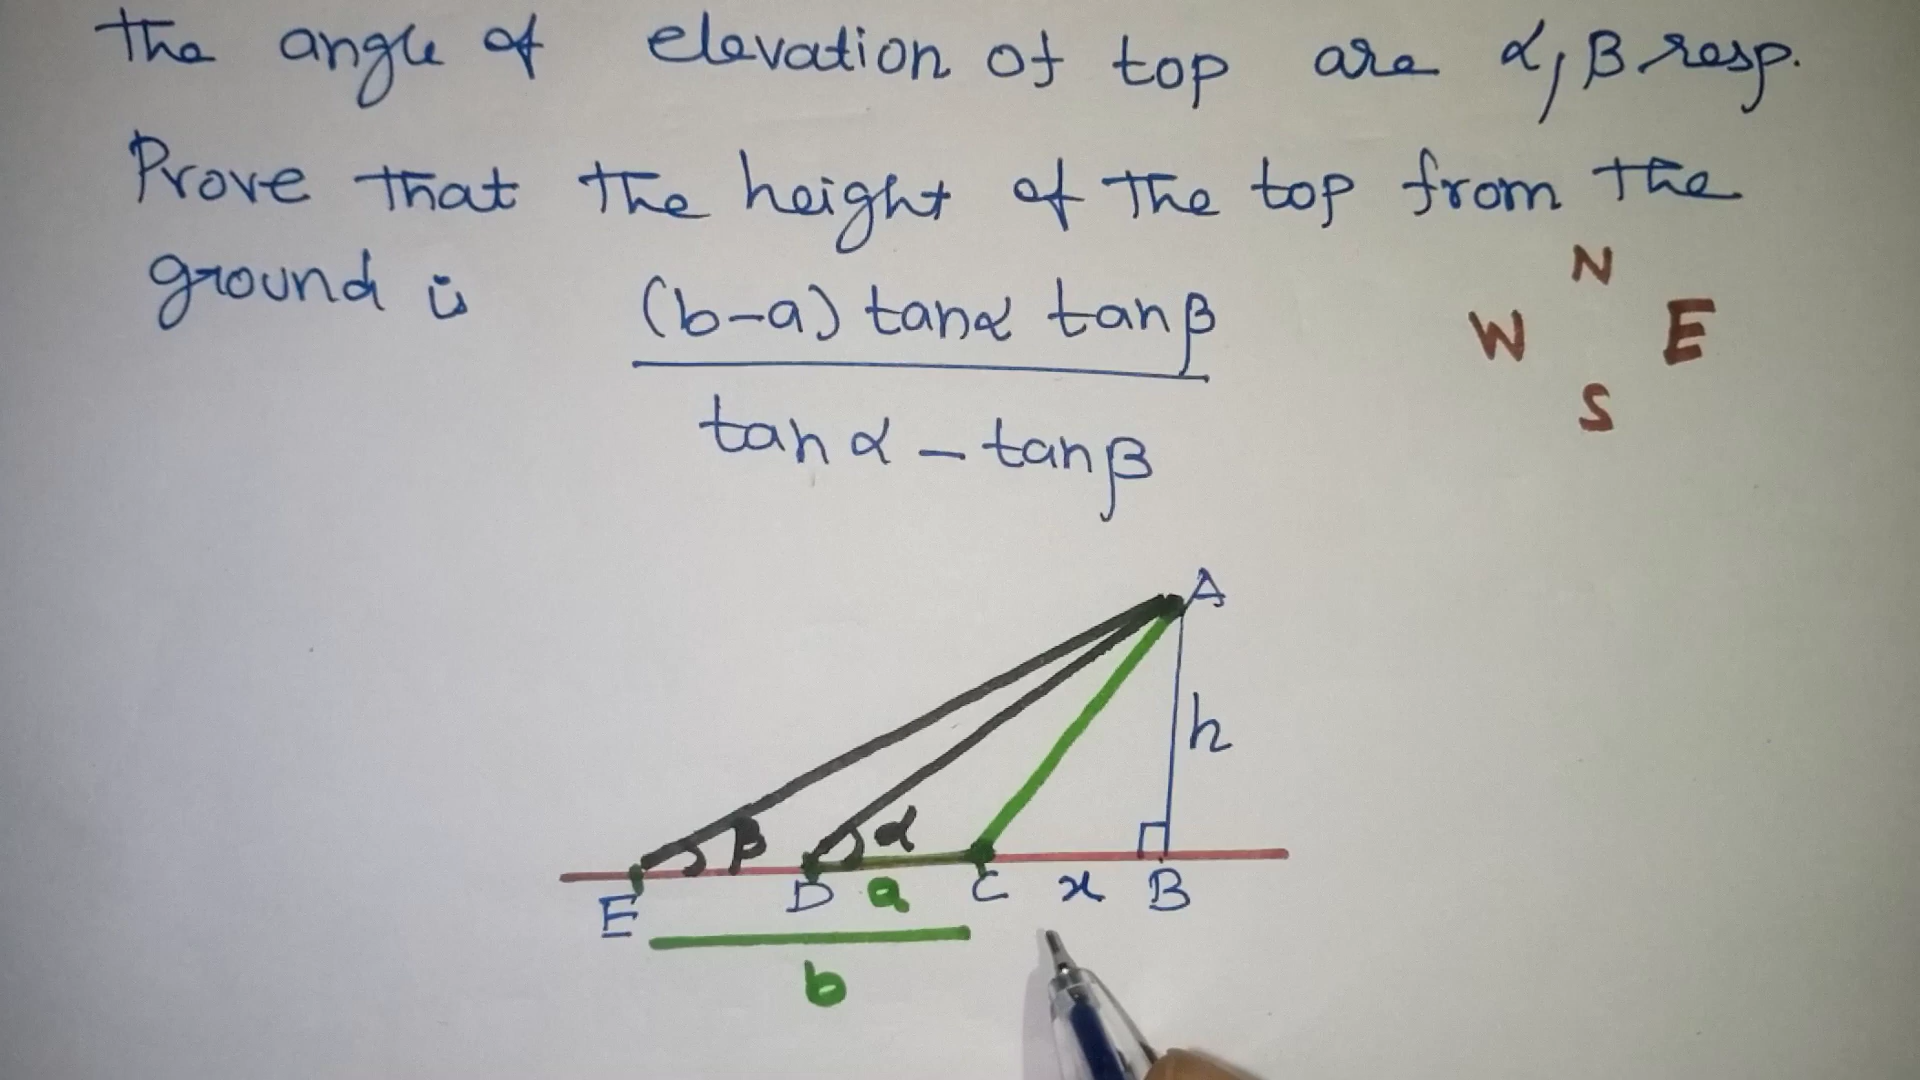 The angle of elevation of top are α, β resp.
Prove that the height of the top from the
ground is (b-a) tanα tanβ
tanα - tanβ
N
W E
S
A
h
β α
E D a C x B
b